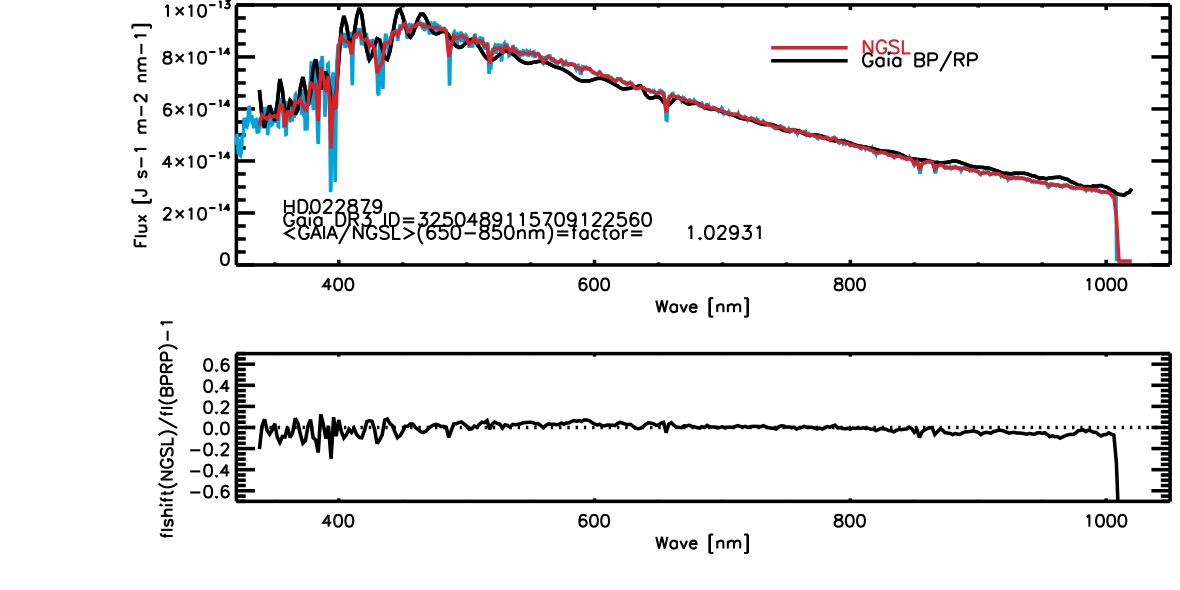 1×10−13
8×10−14
6×10−14
4×10−14
2×10−14
0
Flux [J s−1 m−2 nm−1]
NGSL
Gaia BP/RP
HD022879
Gaia DR3 ID=3250489115709122560
<GAIA/NGSL>(650−850nm)=factor= 1.02931
400 600 800 1000
Wave [nm]
flshift(NGSL)/fl(BPRP)−1
0.6
0.4
0.2
0.0
−0.2
−0.4
−0.6
400 600 800 1000
Wave [nm]